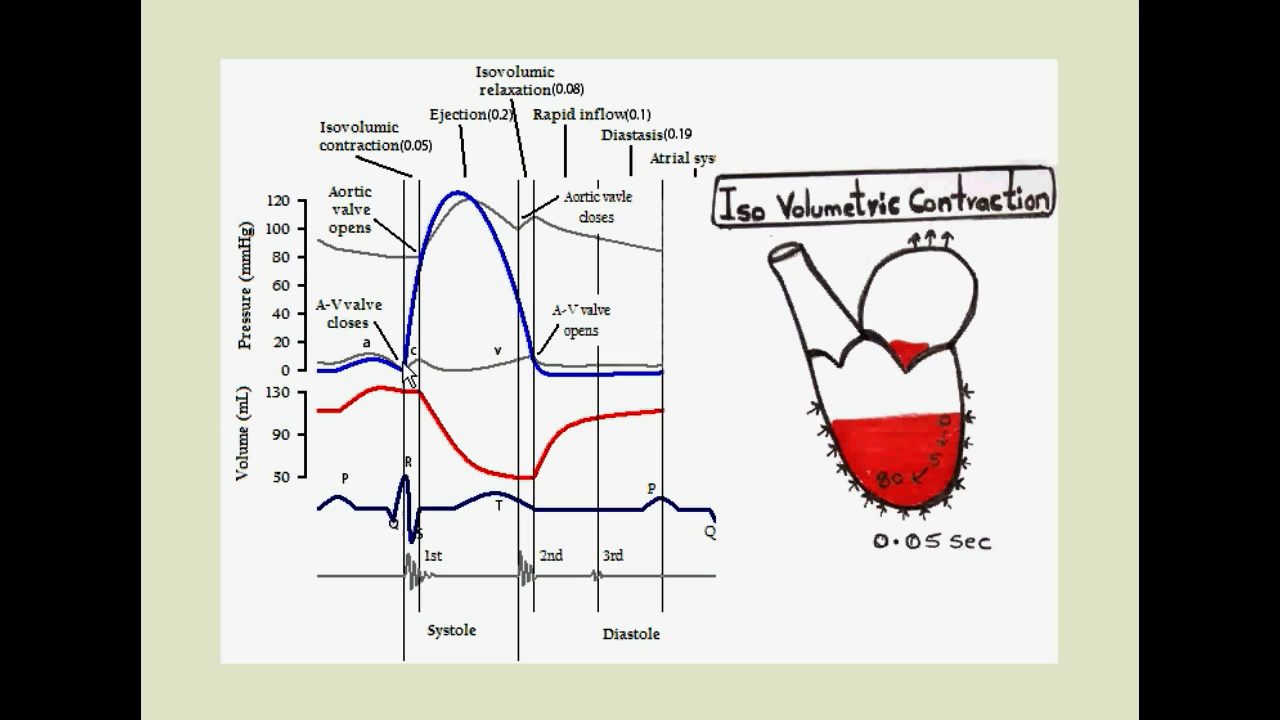 Isovolumic
relaxation(0.08)
Ejection(0.2)
Rapid inflow(0.1)
Isovolumic
contraction(0.05)
Diastasis(0.19
Atrial sys
Aortic
valve
opens
Aortic vavle
closes
Iso Volumetric Contraction
Pressure (mmHg)
120
100
80
60
40
20
0
A-V valve
closes
A-V valve
opens
a
c
v
Volume (mL)
130
90
50
P
Q
R
S
T
P
Q
1st
2nd
3rd
Systole
Diastole
80
0.05 Sec